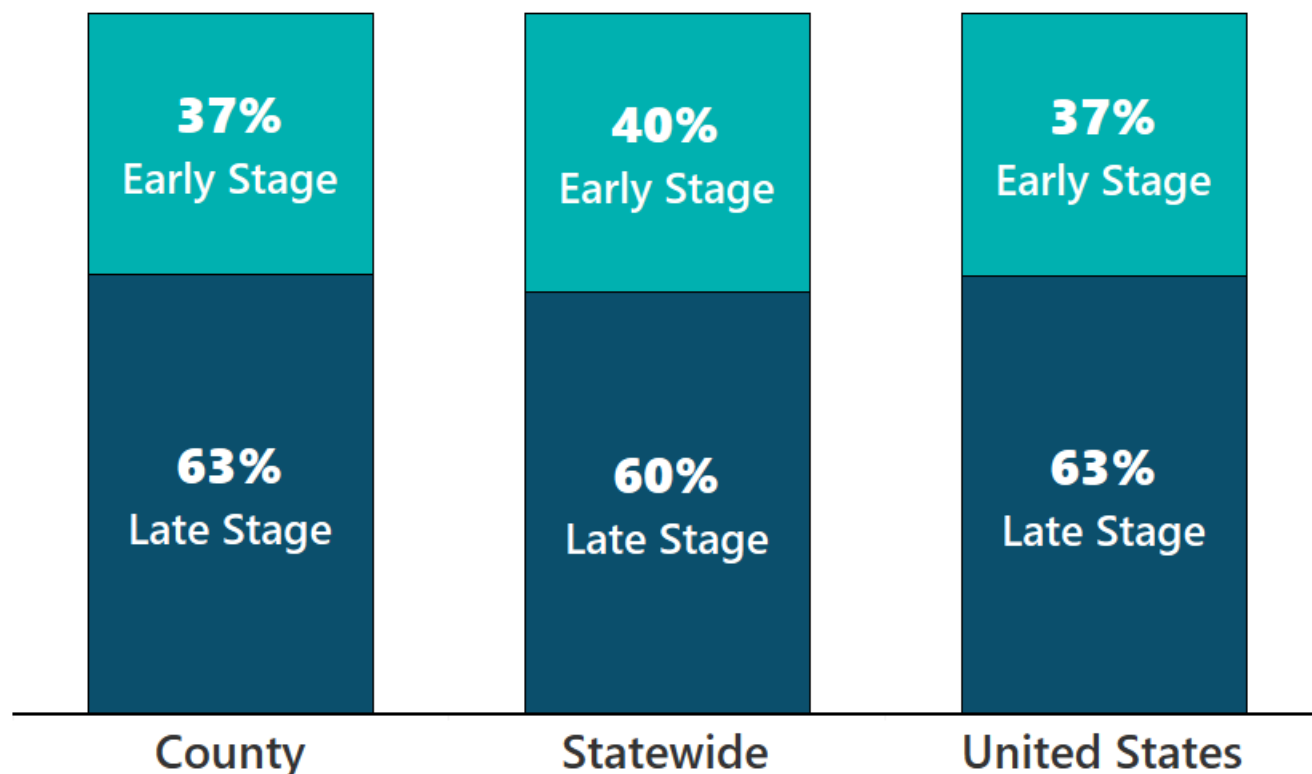 37%
Early Stage
40%
Early Stage
37%
Early Stage
63%
Late Stage
60%
Late Stage
63%
Late Stage
County
Statewide
United States